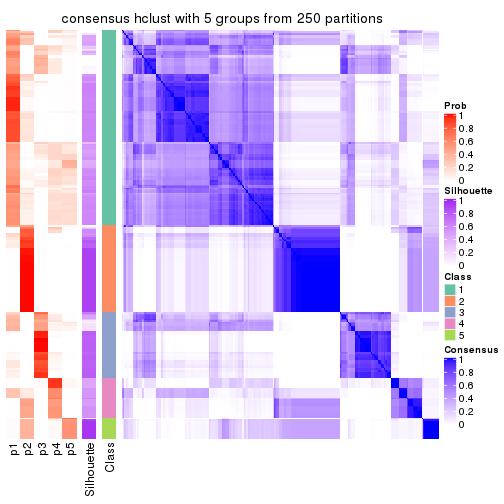 consensus hclust with 5 groups from 250 partitions
Prob
1
0.8
0.6
0.4
0.2
0
Silhouette
1
0.8
0.6
0.4
0.2
0
Class
1
2
3
4
5
Consensus
1
0.8
0.6
0.4
0.2
0
p1
p2
p3
p4
p5
Silhouette
Class